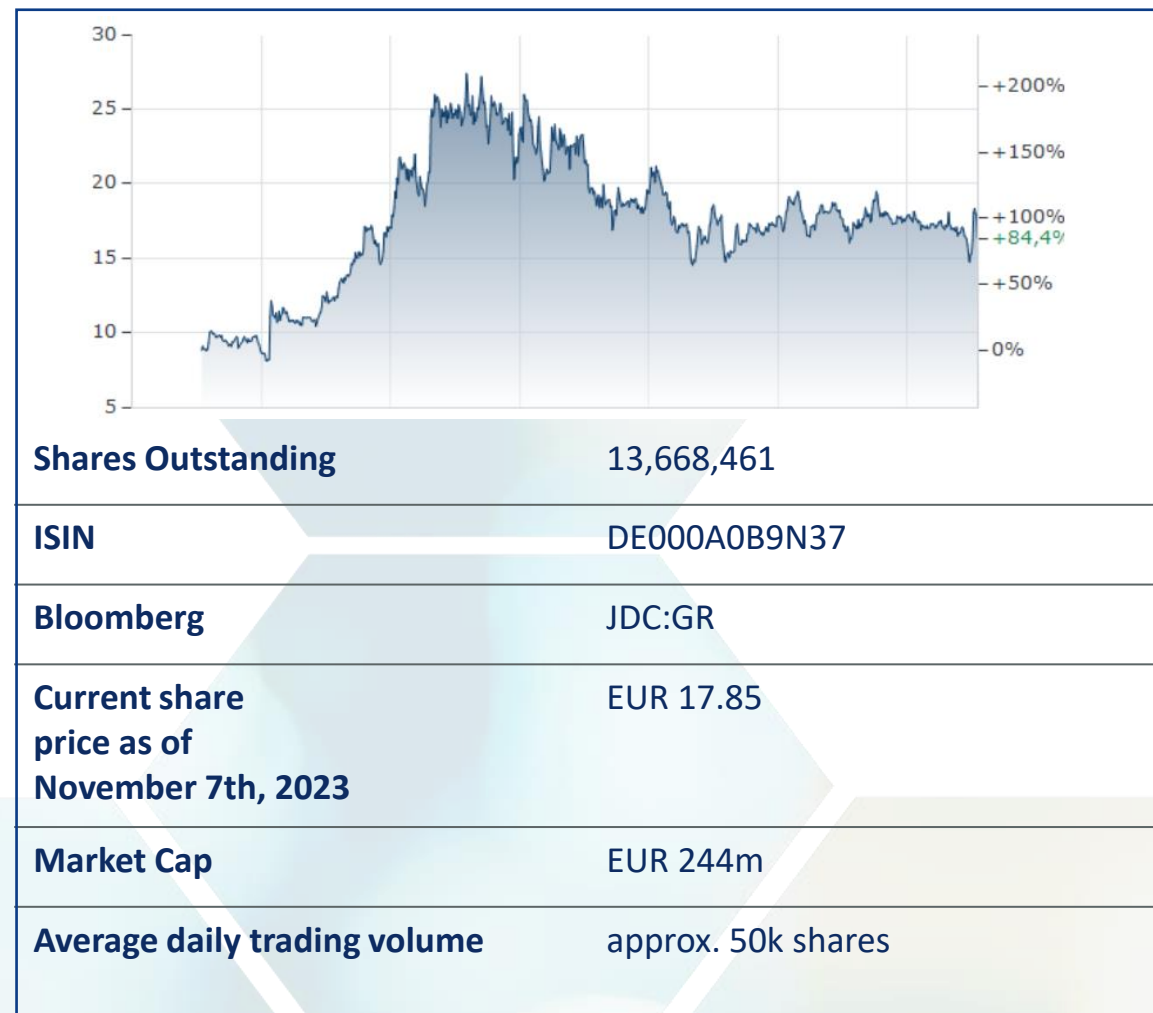 30
25
20
15
10
5
+200%
+150%
+100%
+84,4%
+50%
0%
Shares Outstanding 13,668,461
ISIN DE000A0B9N37
Bloomberg JDC:GR
Current share EUR 17.85
price as of
November 7th, 2023
Market Cap EUR 244m
Average daily trading volume approx. 50k shares